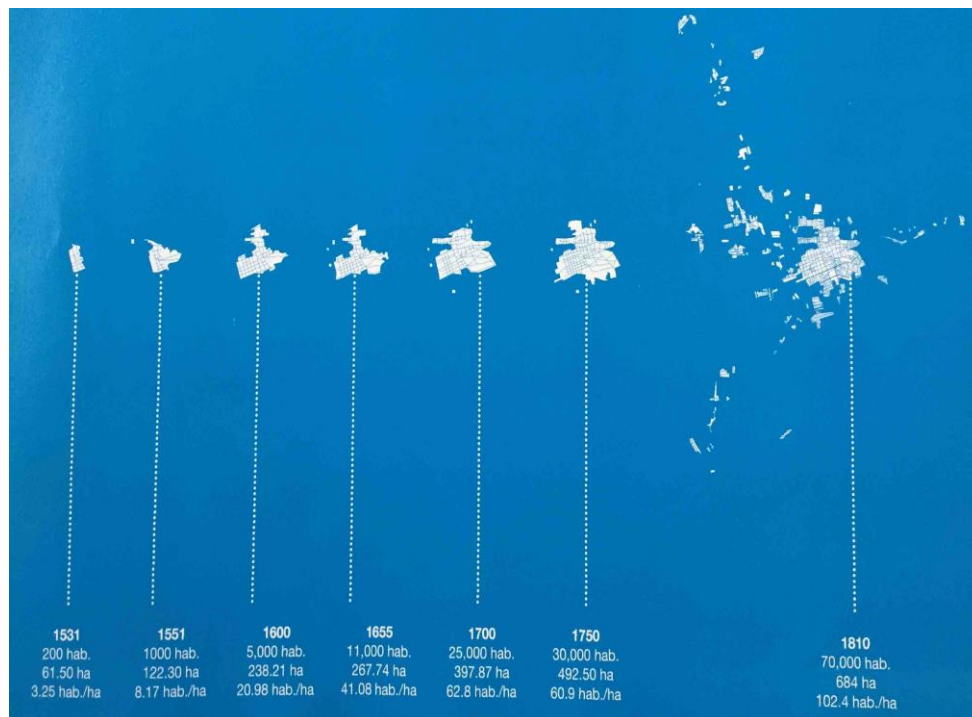 1531
200 hab.
61.50 ha
3.25 hab./ha
1551
1000 hab.
122.30 ha
8.17 hab./ha
1600
5,000 hab.
238.21 ha
20.98 hab./ha
1655
11,000 hab.
267.74 ha
41.08 hab./ha
1700
25,000 hab.
397.87 ha
62.8 hab./ha
1750
30,000 hab.
492.50 ha
60.9 hab./ha
1810
70,000 hab.
684 ha
102.4 hab./ha